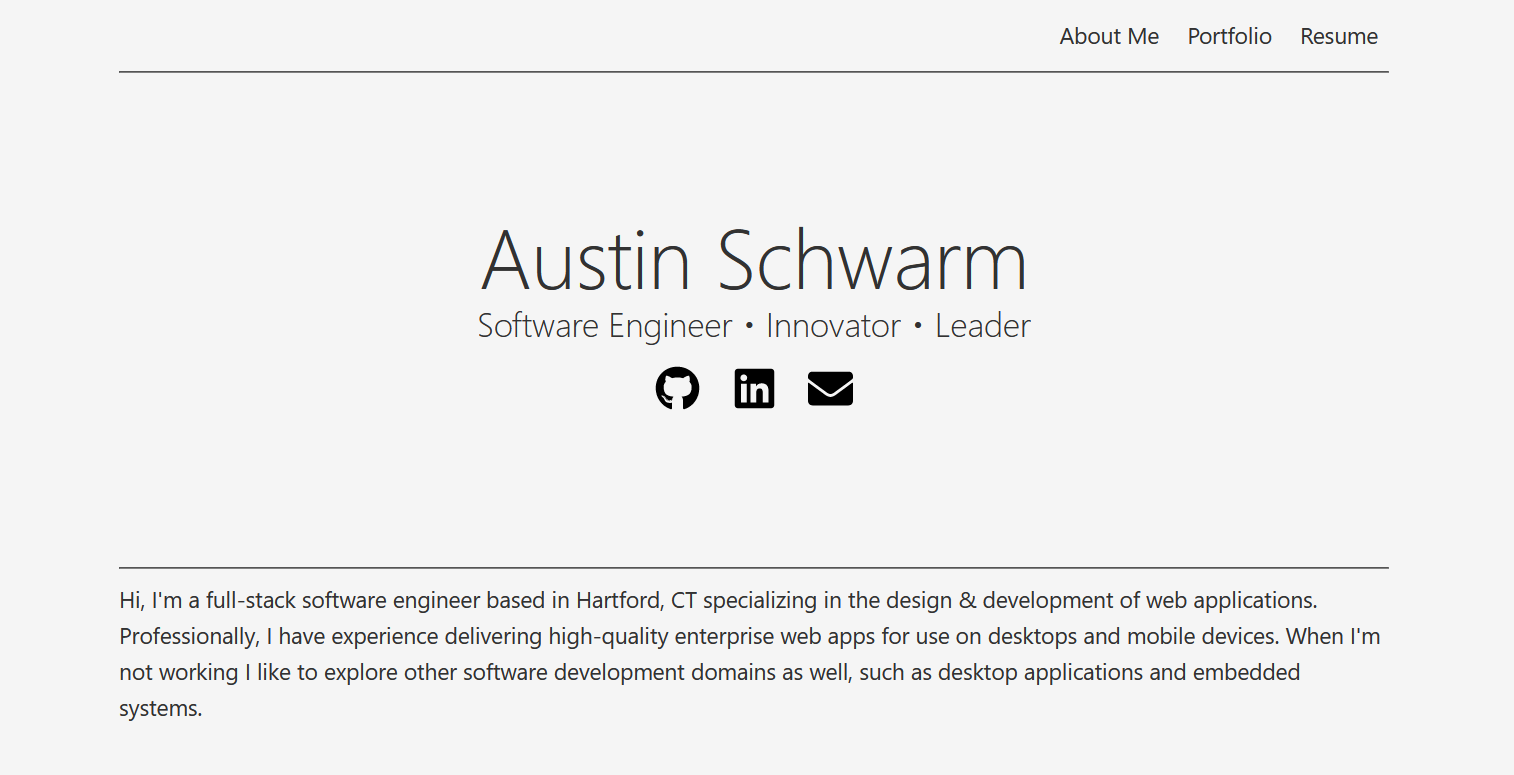 About Me Portfolio Resume
Austin Schwarm
Software Engineer • Innovator • Leader
in
Hi, I'm a full-stack software engineer based in Hartford, CT specializing in the design & development of web applications.
Professionally, I have experience delivering high-quality enterprise web apps for use on desktops and mobile devices. When I'm
not working I like to explore other software development domains as well, such as desktop applications and embedded
systems.